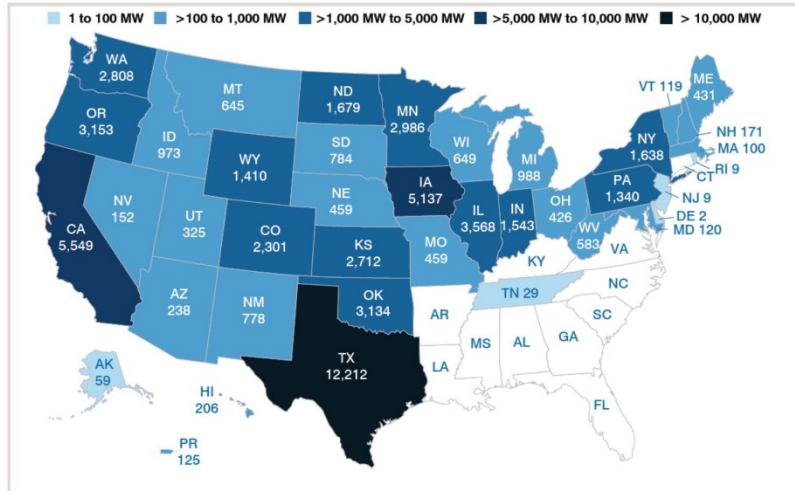 1 to 100 MW >100 to 1,000 MW >1,000 MW to 5,000 MW >5,000 MW to 10,000 MW > 10,000 MW
WA
2,808
OR
3,153
CA
5,549
ID
973
NV
152
MT
645
WY
1,410
UT
325
AZ
238
CO
2,301
NM
778
ND
1,679
SD
784
NE
459
KS
2,712
OK
3,134
TX
12,212
MN
2,986
IA
5,137
MO
459
AR
LA
WI
649
IL
3,568
MI
988
IN
1,543
OH
426
KY
TN 29
MS
AL
GA
FL
SC
NC
VA
WV
583
PA
1,340
NY
1,638
VT 119
ME
431
NH 171
MA 100
RI 9
CT
NJ 9
DE 2
MD 120
AK
59
HI
206
PR
125